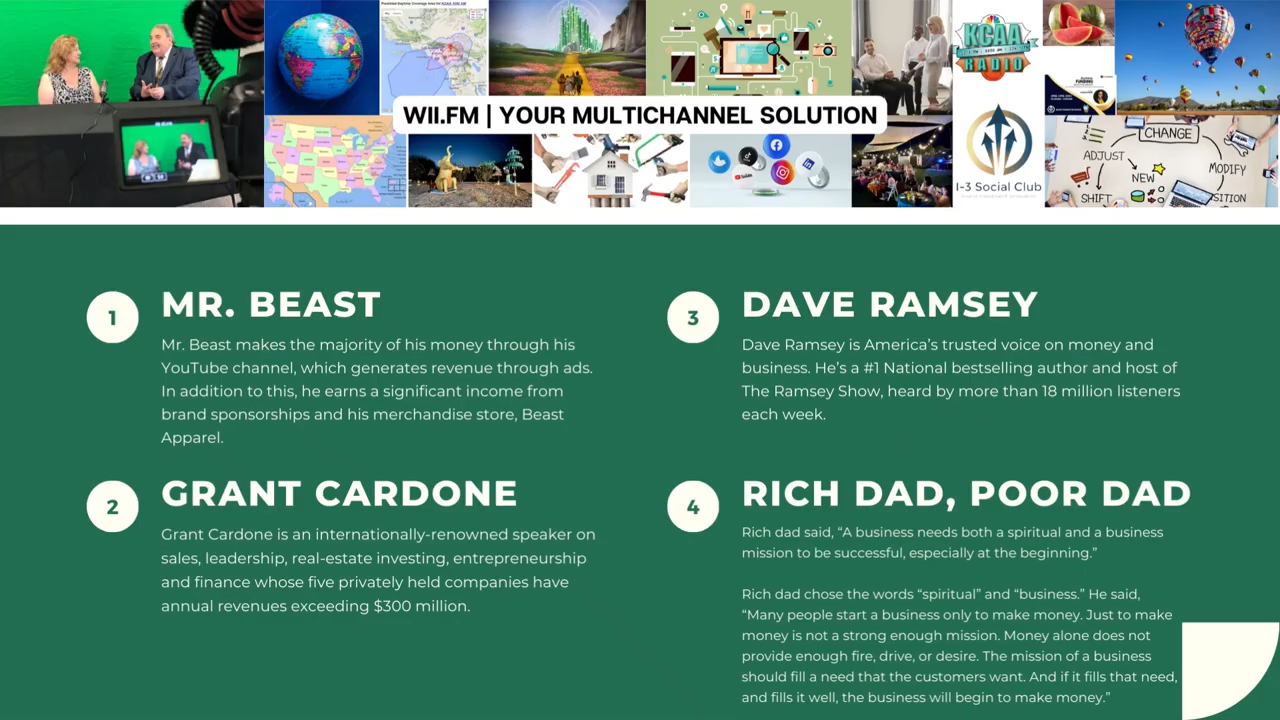 WII.FM | YOUR MULTICHANNEL SOLUTION
KCAA
RADIO
I-3 Social Club
CHANGE
ADJUST
MODIFY
NEW
SHIFT
1
MR. BEAST
Mr. Beast makes the majority of his money through his
YouTube channel, which generates revenue through ads.
In addition to this, he earns a significant income from
brand sponsorships and his merchandise store, Beast
Apparel.
2
GRANT CARDONE
Grant Cardone is an internationally-renowned speaker on
sales, leadership, real-estate investing, entrepreneurship
and finance whose five privately held companies have
annual revenues exceeding $300 million.
3
DAVE RAMSEY
Dave Ramsey is America’s trusted voice on money and
business. He’s a #1 National bestselling author and host of
The Ramsey Show, heard by more than 18 million listeners
each week.
4
RICH DAD, POOR DAD
Rich dad said, “A business needs both a spiritual and a business
mission to be successful, especially at the beginning.”
Rich dad chose the words “spiritual” and “business.” He said,
“Many people start a business only to make money. Just to make
money is not a strong enough mission. Money alone does not
provide enough fire, drive, or desire. The mission of a business
should fill a need that the customers want. And if it fills that need,
and fills it well, the business will begin to make money.”